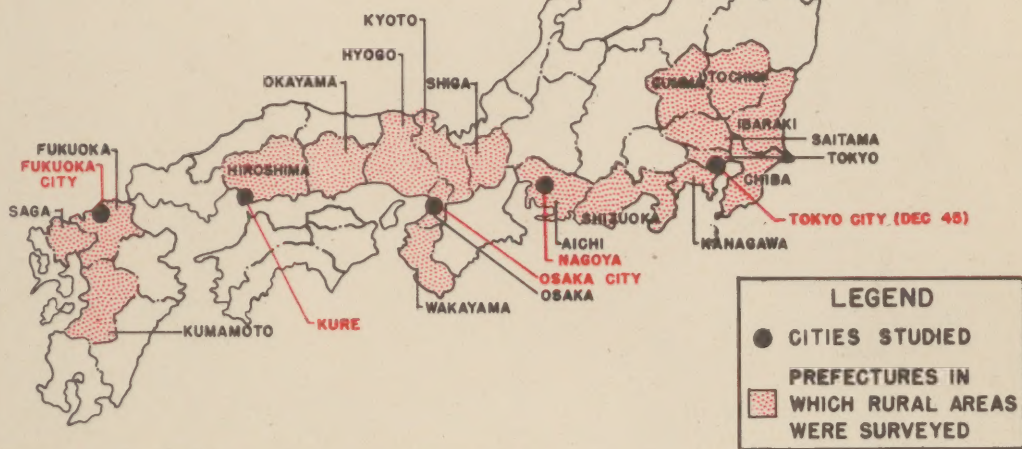 KYOTO
HYOGO
OKAYAMA
SHIGA
GUNMA
TOCHIGI
IBARAKI
SAITAMA
TOKYO
CHIBA
FUKUOKA
FUKUOKA
CITY
HIROSHIMA
SAGA
SHIZUOKA
TOKYO CITY (DEC 45)
AICHI
KANAGAWA
NAGOYA
OSAKA CITY
OSAKA
WAKAYAMA
KUMAMOTO
KURE
LEGEND
CITIES STUDIED
PREFECTURES IN
WHICH RURAL AREAS
WERE SURVEYED